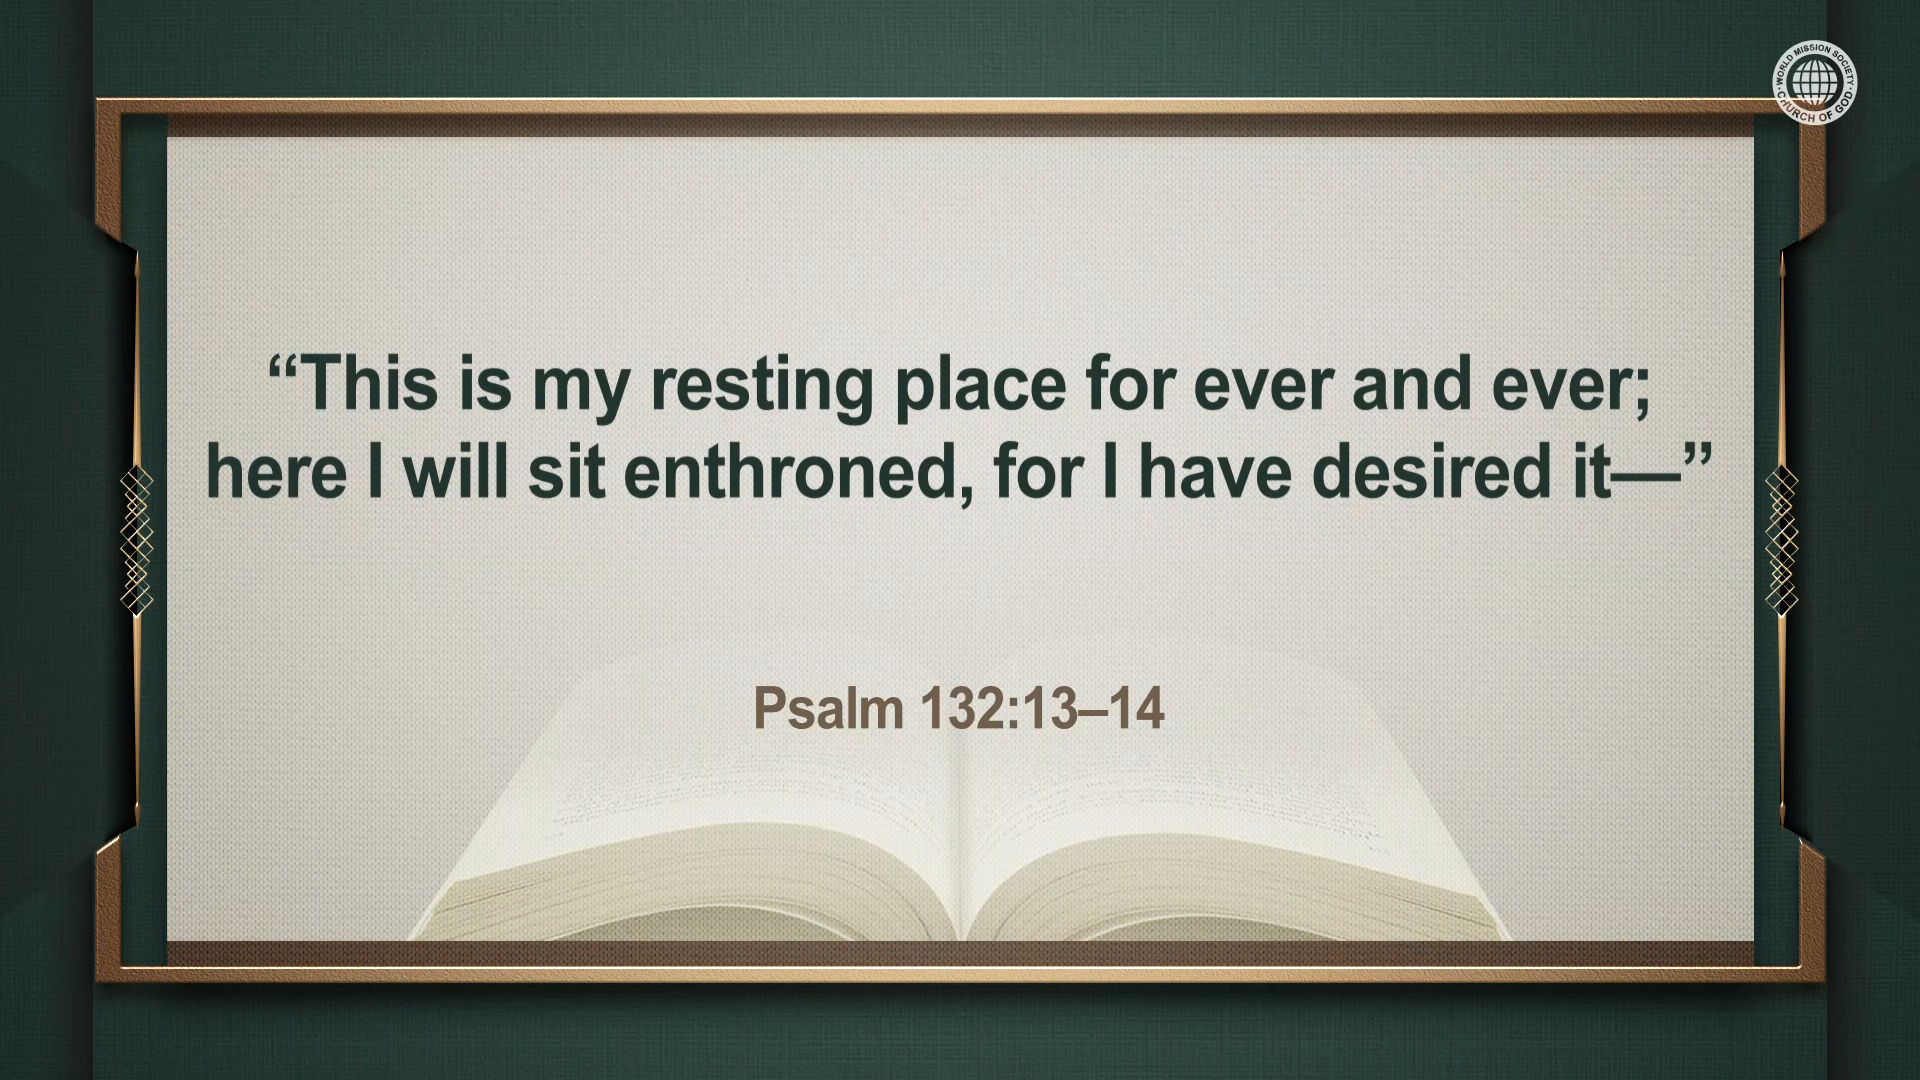 WORLD MISSION SOCIETY
CHURCH OF GOD
“This is my resting place for ever and ever;
here I will sit enthroned, for I have desired it—”
Psalm 132:13–14